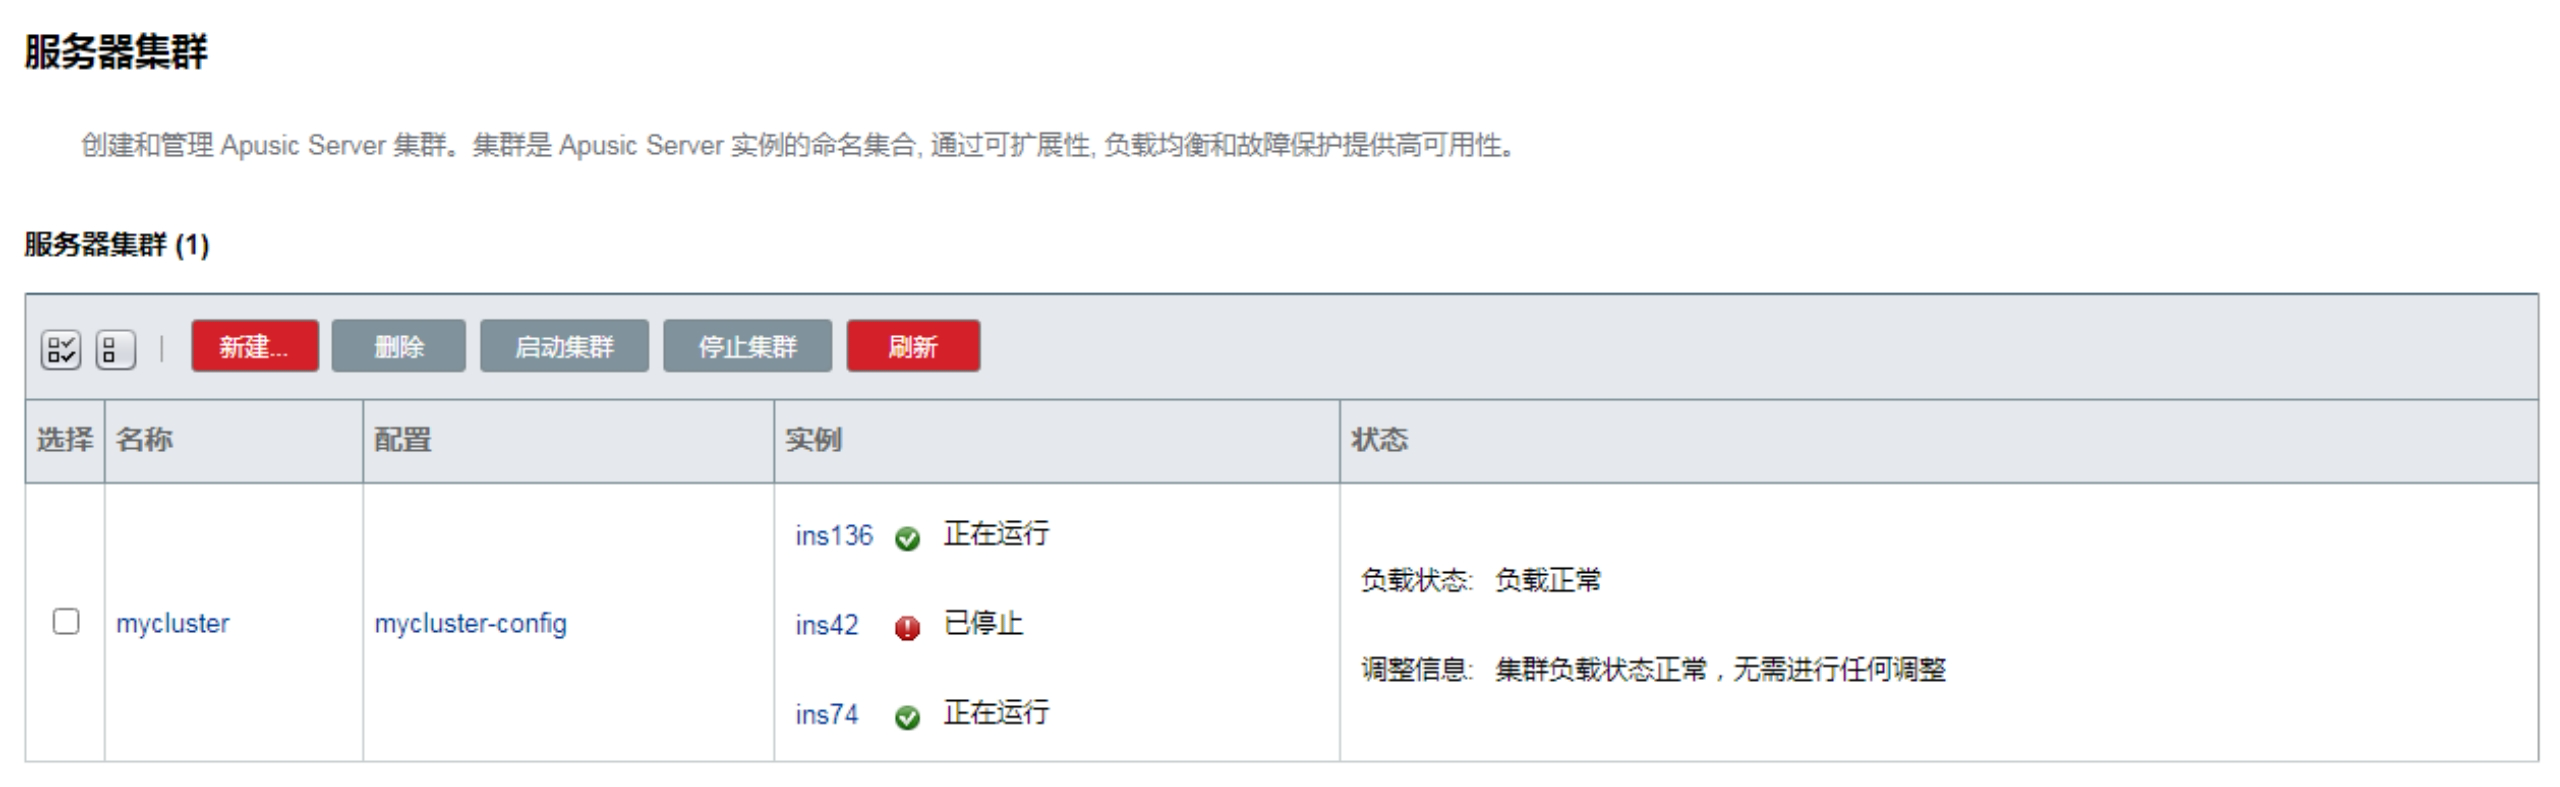 服务器集群
创建和管理 Apusic Server 集群。集群是 Apusic Server 实例的命名集合, 通过可扩展性, 负载均衡和故障保护提供高可用性。
服务器集群 (1)
新建... 删除 启动集群 停止集群 刷新
选择 名称 配置 实例 状态
ins136 正在运行
负载状态: 负载正常
mycluster mycluster-config ins42 已停止
调整信息: 集群负载状态正常，无需进行任何调整
ins74 正在运行